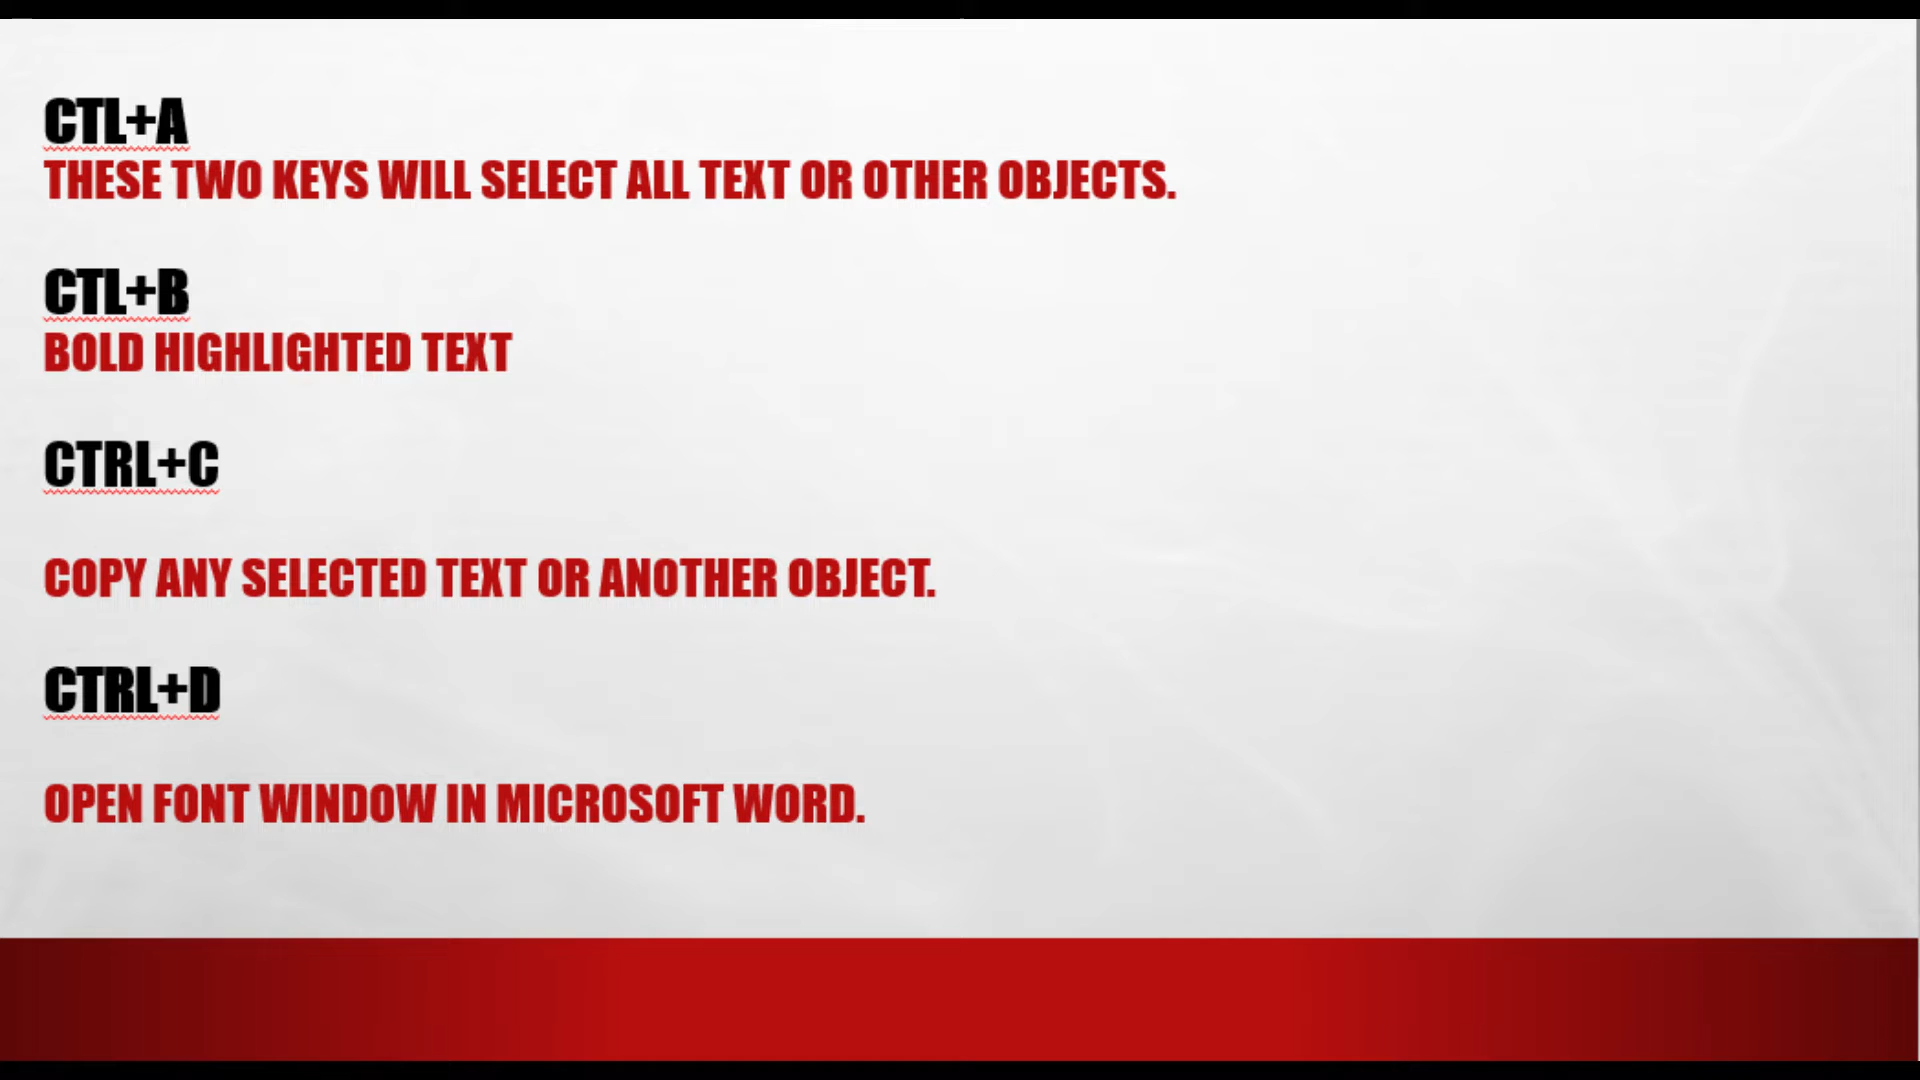 CTL+A
THESE TWO KEYS WILL SELECT ALL TEXT OR OTHER OBJECTS.
CTL+B
BOLD HIGHLIGHTED TEXT
CTRL+C
COPY ANY SELECTED TEXT OR ANOTHER OBJECT.
CTRL+D
OPEN FONT WINDOW IN MICROSOFT WORD.